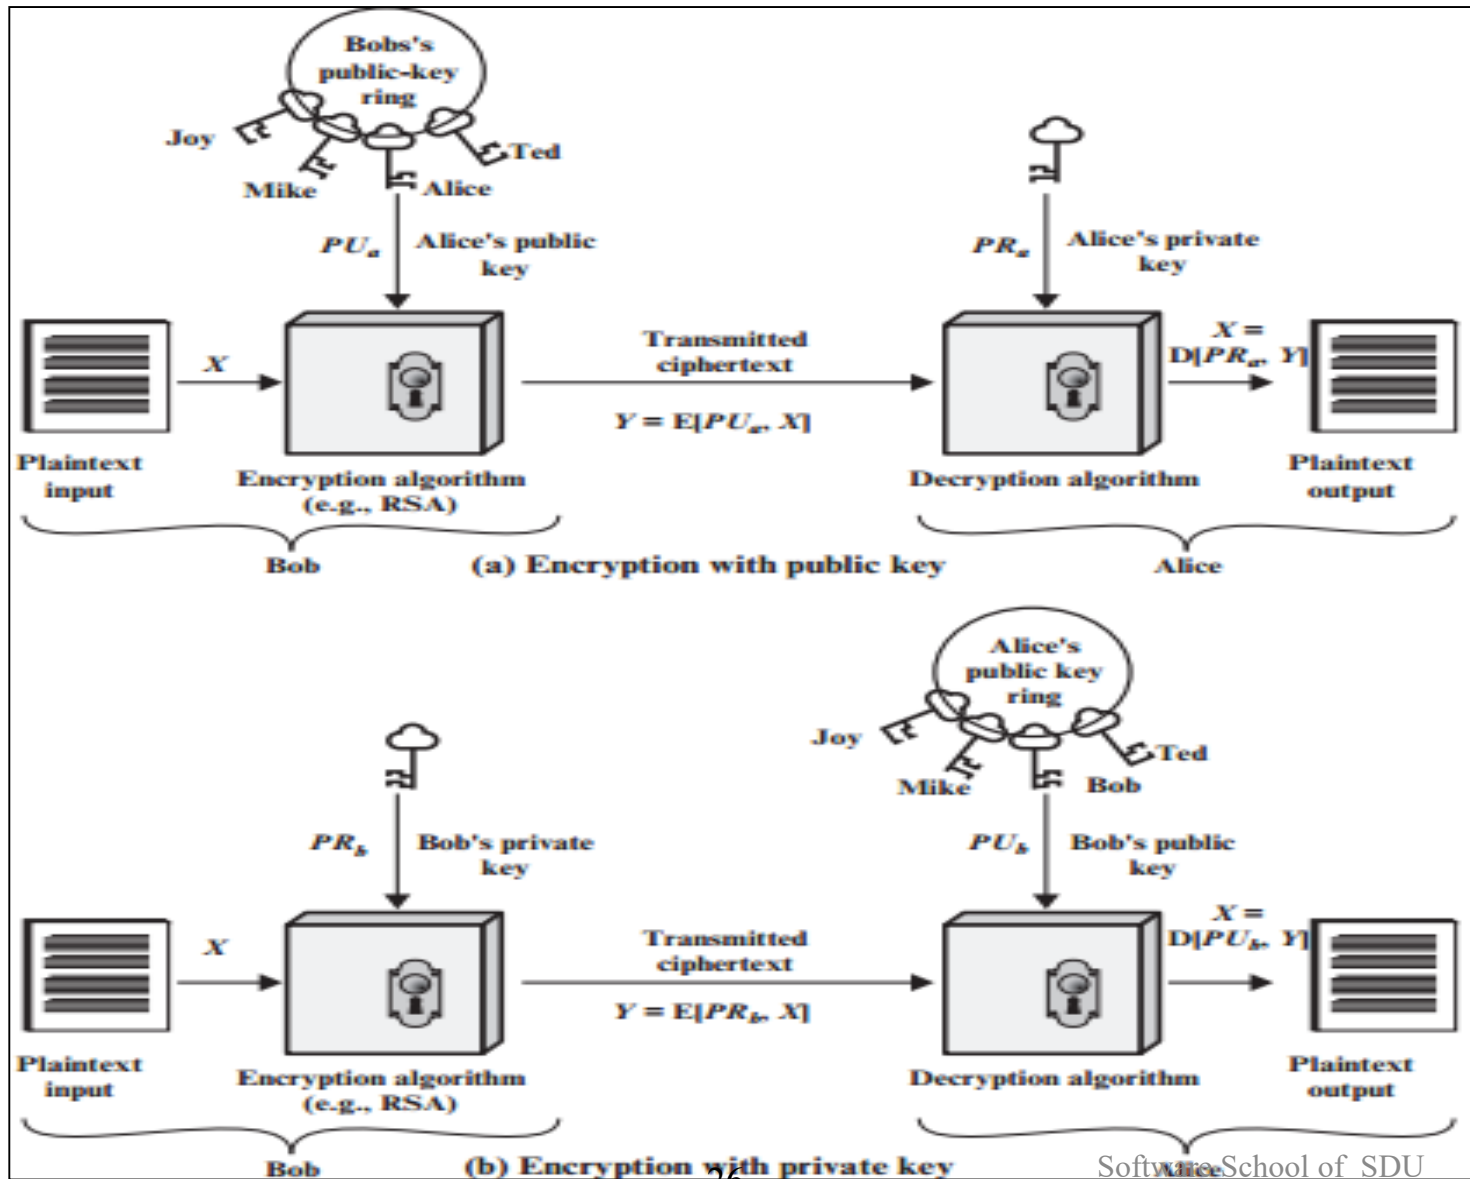 Bobs's
public-key
ring
Joy
Ted
Mike
Alice
PUa
Alice's public
key
PRa
Alice's private
key
X
Transmitted
ciphertext
Y = E[PUa, X]
X =
D[PRa, Y]
Plaintext
input
Encryption algorithm
(e.g., RSA)
Decryption algorithm
Plaintext
output
Bob
(a) Encryption with public key
Alice
Alice's
public key
ring
Joy
Ted
Mike
Bob
PRb
Bob's private
key
PUb
Bob's public
key
X
Transmitted
ciphertext
Y = E[PRb, X]
X =
D[PUb, Y]
Plaintext
input
Encryption algorithm
(e.g., RSA)
Decryption algorithm
Plaintext
output
Bob
(b) Encryption with private key
Alice
26
Software School of SDU